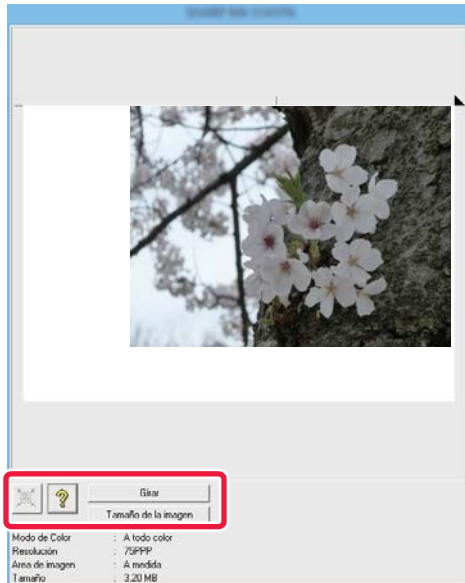 ?
Girar
Tamaño de la imagen
Modo de Color : A todo color
Resolución : 75PPP
Area de imagen : A medida
Tamaño : 3,20 MB